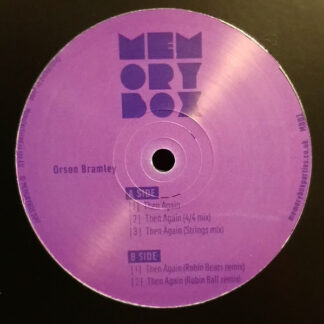 MEM
ORY
BOX
Orson Bramley
A SIDE
[1] Then Again
[2] Then Again (4/4 mix)
[3] Then Again (Strings mix)
B SIDE
[1] Then Again (Robin Beats remix)
[2] Then Again (Robin Ball remix)
memoryboxparties.co.uk